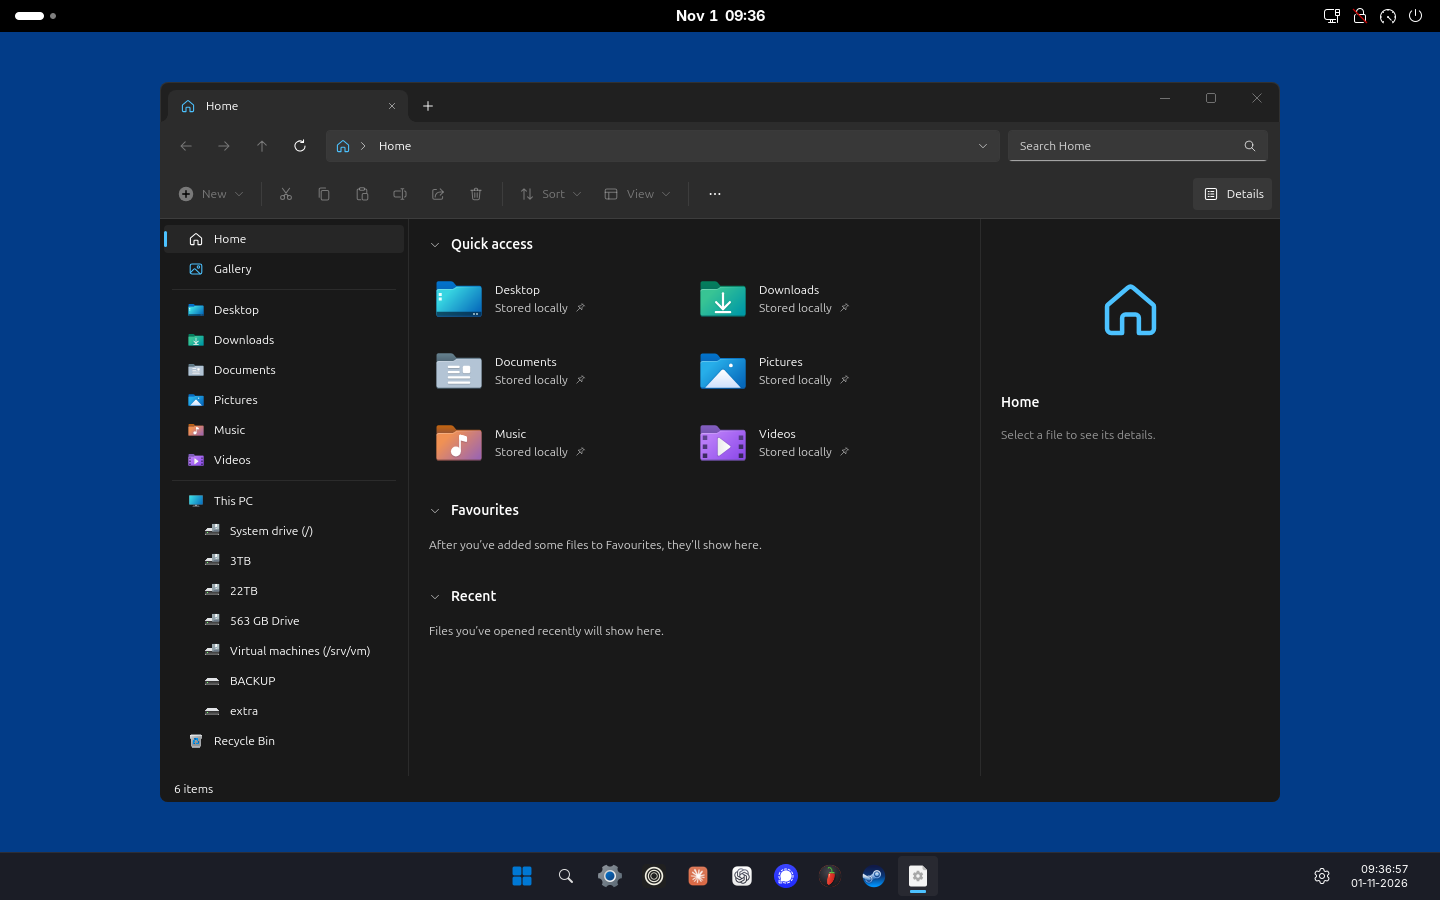 Nov 1 09:36
Home
Home
Search Home
New
Sort
View
Details
Home
Gallery
Desktop
Downloads
Documents
Pictures
Music
Videos
This PC
System drive (/)
3TB
22TB
563 GB Drive
Virtual machines (/srv/vm)
BACKUP
extra
Recycle Bin
Quick access
Desktop
Stored locally
Downloads
Stored locally
Documents
Stored locally
Pictures
Stored locally
Music
Stored locally
Videos
Stored locally
Favourites
After you've added some files to Favourites, they'll show here.
Recent
Files you've opened recently will show here.
Home
Select a file to see its details.
6 items
09:36:57
01-11-2026